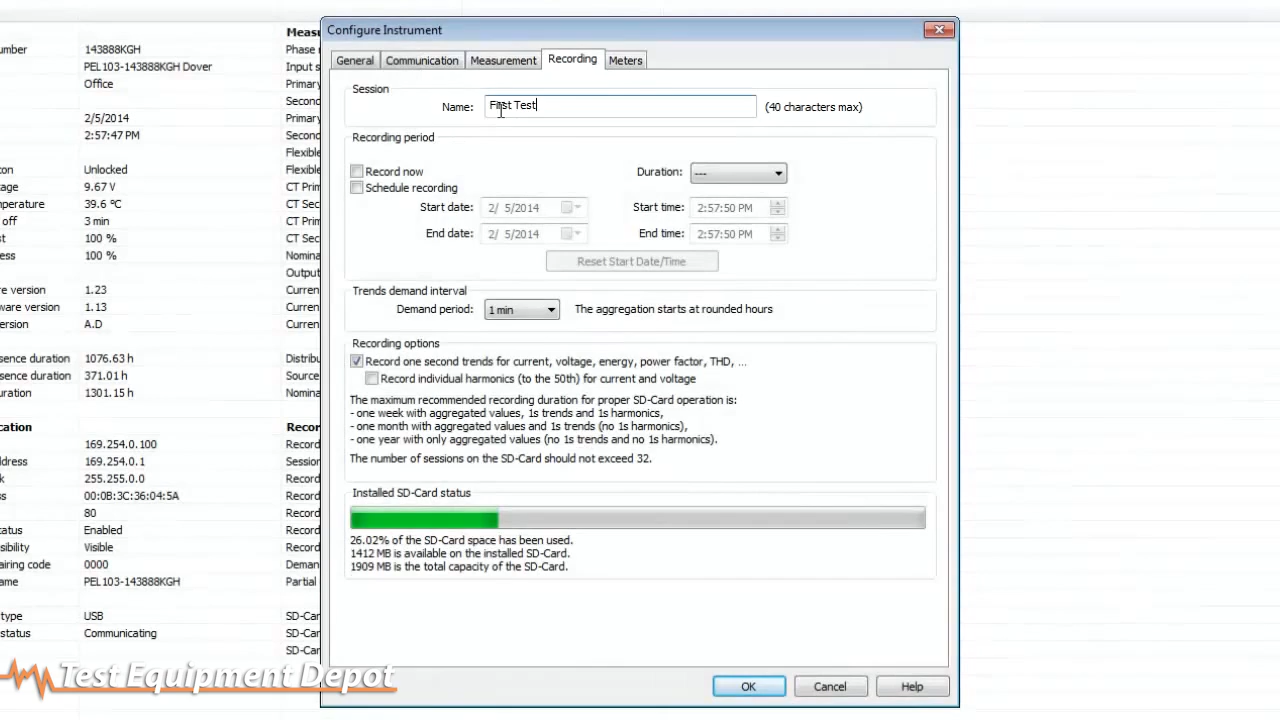 Configure Instrument
General Communication Measurement Recording Meters
Session
Name: First Test (40 characters max)
Recording period
Record now Duration: ---
Schedule recording
Start date: 2/ 5/2014 Start time: 2:57:50 PM
End date: 2/ 5/2014 End time: 2:57:50 PM
Reset Start Date/Time
Trends demand interval
Demand period: 1 min The aggregation starts at rounded hours
Recording options
Record one second trends for current, voltage, energy, power factor, THD, ...
Record individual harmonics (to the 50th) for current and voltage
The maximum recommended recording duration for proper SD-Card operation is:
- one week with aggregated values, 1s trends and 1s harmonics,
- one month with aggregated values and 1s trends (no 1s harmonics),
- one year with only aggregated values (no 1s trends and no 1s harmonics).
The number of sessions on the SD-Card should not exceed 32.
Installed SD-Card status
26.02% of the SD-Card space has been used.
1412 MB is available on the installed SD-Card.
1909 MB is the total capacity of the SD-Card.
OK Cancel Help
Measu
umber 143888KGH Phase
PEL103-143888KGH Dover Input s
Office Primary
Second
2/5/2014 Primary
2:57:47 PM Second
Flexible
ton Unlocked Flexible
tage 9.67 V CT Prim
mperature 39.6 °C CT Sec
off 3 min CT Prim
st 100 % CT Sec
ess 100 % Nomina
Output
re version 1.23 Curren
ware version 1.13 Curren
ersion A.D Curren
sence duration 1076.63 h Distribu
sence duration 371.01 h Source
uration 1301.15 h Nomina
cation Recor
169.254.0.100 Record
ddress 169.254.0.1 Session
k 255.255.0.0 Record
ss 00:0B:3C:36:04:5A Record
80 Record
tatus Enabled Record
sibility Visible Record
airing code 0000 Deman
ame PEL103-143888KGH Partial
type USB SD-Car
status Communicating SD-Car
SD-Car
Test Equipment Depot